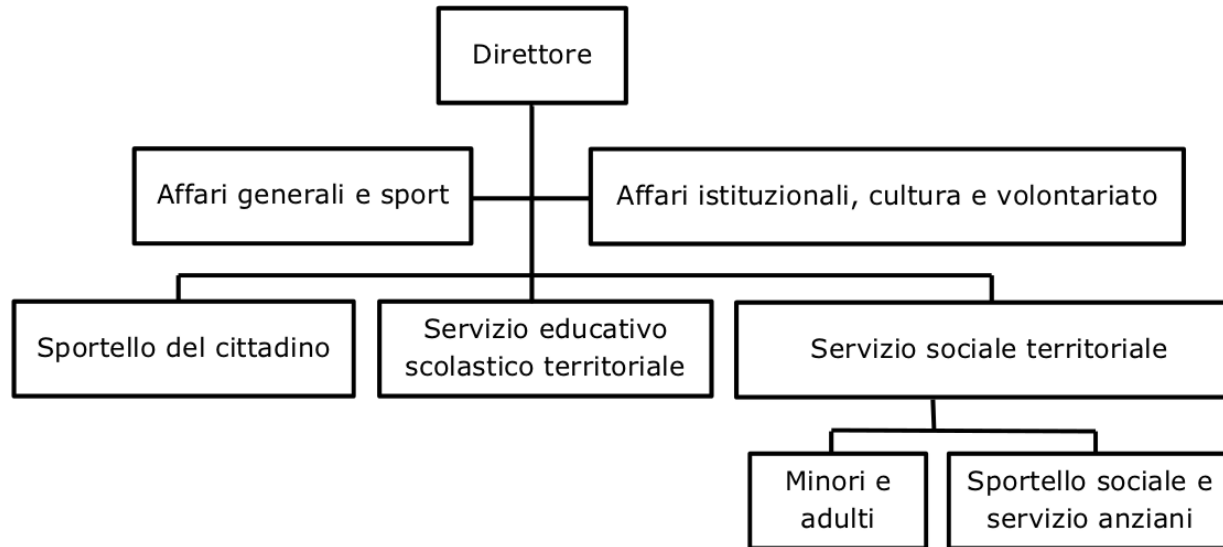 Direttore
Affari generali e sport
Affari istituzionali, cultura e volontariato
Sportello del cittadino
Servizio educativo
scolastico territoriale
Servizio sociale territoriale
Minori e
adulti
Sportello sociale e
servizio anziani